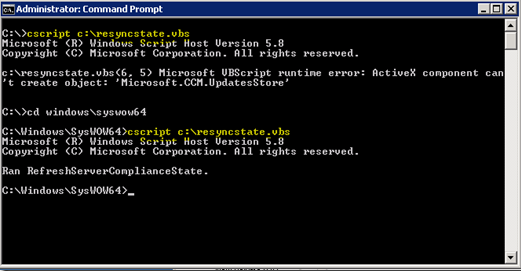 Administrator: Command Prompt
C:\>cscript c:\resyncstate.vbs
Microsoft (R) Windows Script Host Version 5.8
Copyright (C) Microsoft Corporation. All rights reserved.
c:\resyncstate.vbs(6, 5) Microsoft VBScript runtime error: ActiveX component can
't create object: 'Microsoft.CCM.UpdatesStore'
C:\>cd windows\syswow64
C:\Windows\SysWOW64>cscript c:\resyncstate.vbs
Microsoft (R) Windows Script Host Version 5.8
Copyright (C) Microsoft Corporation. All rights reserved.
Ran RefreshServerComplianceState.
C:\Windows\SysWOW64>_